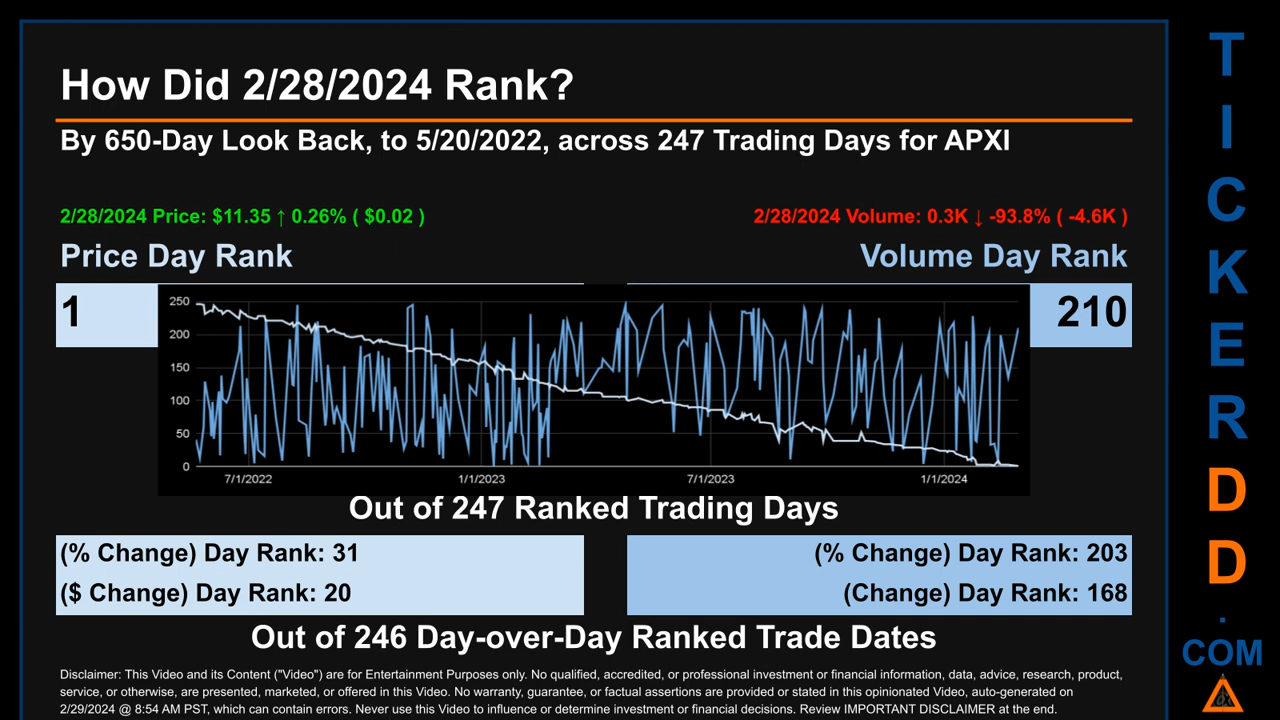 How Did 2/28/2024 Rank?
By 650-Day Look Back, to 5/20/2022, across 247 Trading Days for APXI
2/28/2024 Price: $11.35 ↑ 0.26% ( $0.02 )
2/28/2024 Volume: 0.3K ↓ -93.8% ( -4.6K )
Price Day Rank
Volume Day Rank
1
210
250
200
150
100
50
0
7/1/2022
1/1/2023
7/1/2023
1/1/2024
Out of 247 Ranked Trading Days
(% Change) Day Rank: 31
($ Change) Day Rank: 20
(% Change) Day Rank: 203
(Change) Day Rank: 168
Out of 246 Day-over-Day Ranked Trade Dates
Disclaimer: This Video and its Content ("Video") are for Entertainment Purposes only. No qualified, accredited, or professional investment or financial information, data, advice, research, product,
service, or otherwise, are presented, marketed, or offered in this Video. No warranty, guarantee, or factual assertions are provided or stated in this opinionated Video, auto-generated on
2/29/2024 @ 8:54 AM PST, which can contain errors. Never use this Video to influence or determine investment or financial decisions. Review IMPORTANT DISCLAIMER at the end.
T
I
C
K
E
R
D
D
.
COM